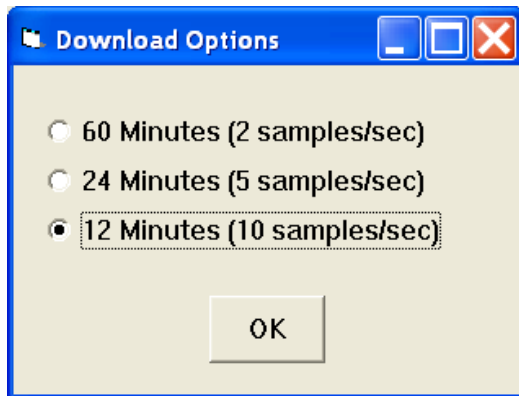 Download Options
60 Minutes (2 samples/sec)
24 Minutes (5 samples/sec)
12 Minutes (10 samples/sec)
OK